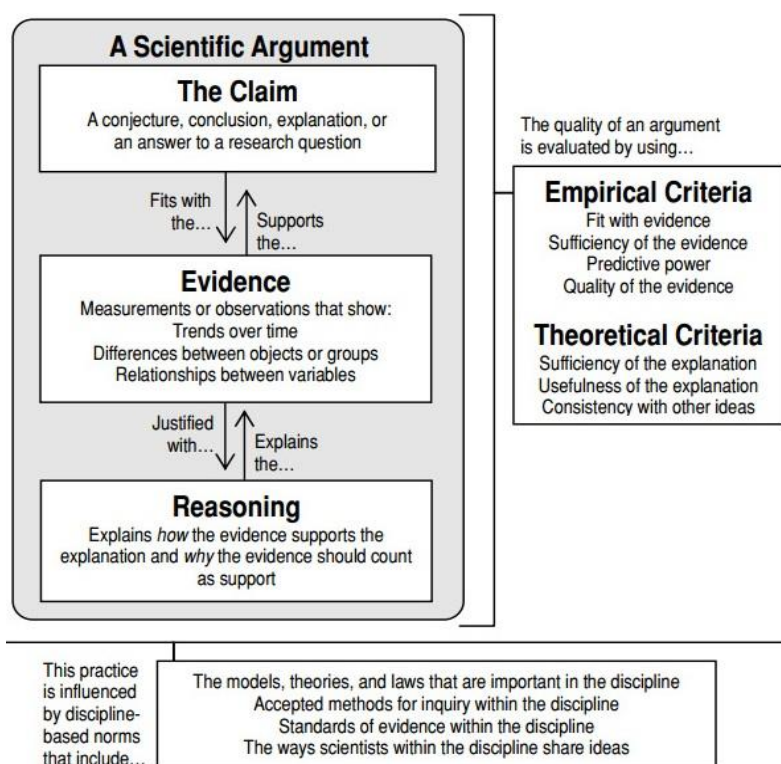 A Scientific Argument
The Claim
A conjecture, conclusion, explanation, or
an answer to a research question
Fits with
the…
Supports
the…
Evidence
Measurements or observations that show:
Trends over time
Differences between objects or groups
Relationships between variables
Justified
with…
Explains
the…
Reasoning
Explains how the evidence supports the
explanation and why the evidence should count
as support
The quality of an argument
is evaluated by using…
Empirical Criteria
Fit with evidence
Sufficiency of the evidence
Predictive power
Quality of the evidence
Theoretical Criteria
Sufficiency of the explanation
Usefulness of the explanation
Consistency with other ideas
This practice
is influenced
by discipline-
based norms
that include…
The models, theories, and laws that are important in the discipline
Accepted methods for inquiry within the discipline
Standards of evidence within the discipline
The ways scientists within the discipline share ideas